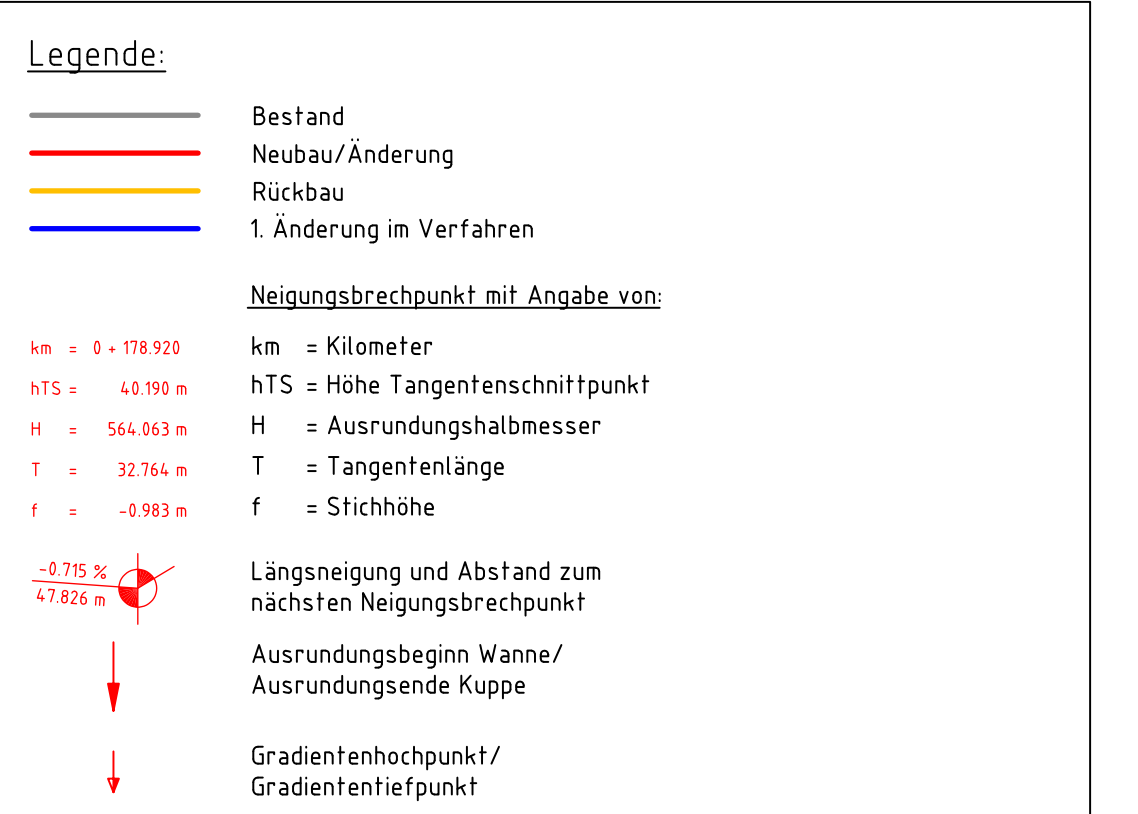 Legende:
Bestand
Neubau/Änderung
Rückbau
1. Änderung im Verfahren
Neigungsbrechpunkt mit Angabe von:
km = 0 + 178.920 km = Kilometer
hTS = 40.190 m hTS = Höhe Tangentenschnittpunkt
H = 564.063 m H = Ausrundungshalbmesser
T = 32.764 m T = Tangentenlänge
f = -0.983 m f = Stichhöhe
-0.715 % Längsneigung und Abstand zum
47.826 m nächsten Neigungsbrechpunkt
Ausrundungsbeginn Wanne/
Ausrundungsende Kuppe
Gradientenhochpunkt/
Gradiententiefpunkt